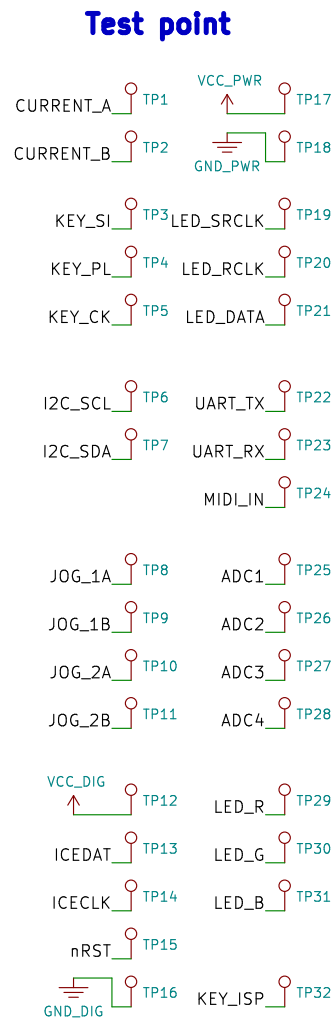 Test point
CURRENT_A TP1
VCC_PWR TP17
CURRENT_B TP2
GND_PWR TP18
KEY_SI TP3
LED_SRCLK TP19
KEY_PL TP4
LED_RCLK TP20
KEY_CK TP5
LED_DATA TP21
I2C_SCL TP6
UART_TX TP22
I2C_SDA TP7
UART_RX TP23
MIDI_IN TP24
JOG_1A TP8
ADC1 TP25
JOG_1B TP9
ADC2 TP26
JOG_2A TP10
ADC3 TP27
JOG_2B TP11
ADC4 TP28
VCC_DIG TP12
LED_R TP29
ICEDAT TP13
LED_G TP30
ICECLK TP14
LED_B TP31
nRST TP15
GND_DIG TP16
KEY_ISP TP32